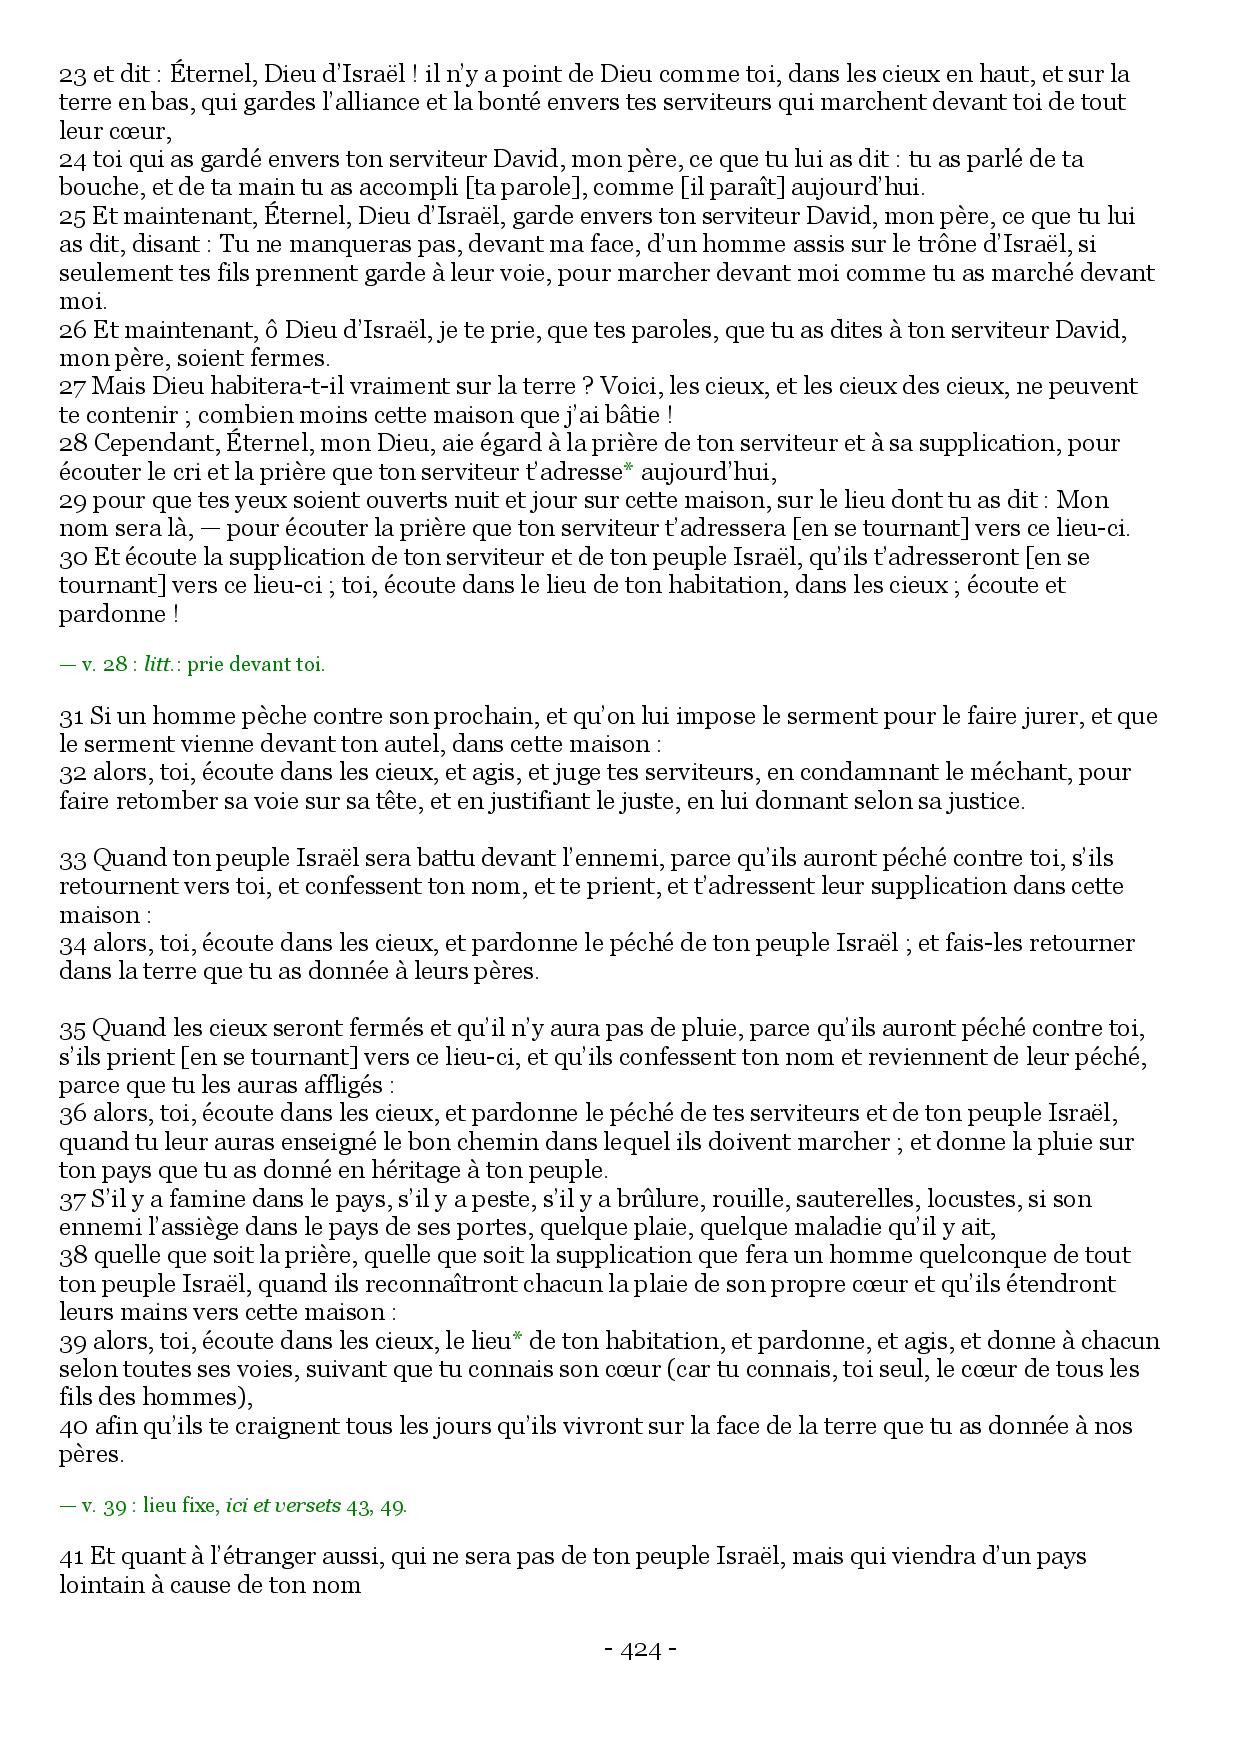 23 et dit : Éternel, Dieu d’Israël ! il n’y a point de Dieu comme toi, dans les cieux en haut, et sur la
terre en bas, qui gardes l’alliance et la bonté envers tes serviteurs qui marchent devant toi de tout
leur cœur,
24 toi qui as gardé envers ton serviteur David, mon père, ce que tu lui as dit : tu as parlé de ta
bouche, et de ta main tu as accompli [ta parole], comme [il paraît] aujourd’hui.
25 Et maintenant, Éternel, Dieu d’Israël, garde envers ton serviteur David, mon père, ce que tu lui
as dit, disant : Tu ne manqueras pas, devant ma face, d’un homme assis sur le trône d’Israël, si
seulement tes fils prennent garde à leur voie, pour marcher devant moi comme tu as marché devant
moi.
26 Et maintenant, ô Dieu d’Israël, je te prie, que tes paroles, que tu as dites à ton serviteur David,
mon père, soient fermes.
27 Mais Dieu habitera-t-il vraiment sur la terre ? Voici, les cieux, et les cieux des cieux, ne peuvent
te contenir ; combien moins cette maison que j’ai bâtie !
28 Cependant, Éternel, mon Dieu, aie égard à la prière de ton serviteur et à sa supplication, pour
écouter le cri et la prière que ton serviteur t’adresse* aujourd’hui,
29 pour que tes yeux soient ouverts nuit et jour sur cette maison, sur le lieu dont tu as dit : Mon
nom sera là, — pour écouter la prière que ton serviteur t’adressera [en se tournant] vers ce lieu-ci.
30 Et écoute la supplication de ton serviteur et de ton peuple Israël, qu’ils t’adresseront [en se
tournant] vers ce lieu-ci ; toi, écoute dans le lieu de ton habitation, dans les cieux ; écoute et
pardonne !
— v. 28 : litt.: prie devant toi.
31 Si un homme pèche contre son prochain, et qu’on lui impose le serment pour le faire jurer, et que
le serment vienne devant ton autel, dans cette maison :
32 alors, toi, écoute dans les cieux, et agis, et juge tes serviteurs, en condamnant le méchant, pour
faire retomber sa voie sur sa tête, et en justifiant le juste, en lui donnant selon sa justice.
33 Quand ton peuple Israël sera battu devant l’ennemi, parce qu’ils auront péché contre toi, s’ils
retournent vers toi, et confessent ton nom, et te prient, et t’adressent leur supplication dans cette
maison :
34 alors, toi, écoute dans les cieux, et pardonne le péché de ton peuple Israël ; et fais-les retourner
dans la terre que tu as donnée à leurs pères.
35 Quand les cieux seront fermés et qu’il n’y aura pas de pluie, parce qu’ils auront péché contre toi,
s’ils prient [en se tournant] vers ce lieu-ci, et qu’ils confessent ton nom et reviennent de leur péché,
parce que tu les auras affligés :
36 alors, toi, écoute dans les cieux, et pardonne le péché de tes serviteurs et de ton peuple Israël,
quand tu leur auras enseigné le bon chemin dans lequel ils doivent marcher ; et donne la pluie sur
ton pays que tu as donné en héritage à ton peuple.
37 S’il y a famine dans le pays, s’il y a peste, s’il y a brûlure, rouille, sauterelles, locustes, si son
ennemi l’assiège dans le pays de ses portes, quelque plaie, quelque maladie qu’il y ait,
38 quelle que soit la prière, quelle que soit la supplication que fera un homme quelconque de tout
ton peuple Israël, quand ils reconnaîtront chacun la plaie de son propre cœur et qu’ils étendront
leurs mains vers cette maison :
39 alors, toi, écoute dans les cieux, le lieu* de ton habitation, et pardonne, et agis, et donne à chacun
selon toutes ses voies, suivant que tu connais son cœur (car tu connais, toi seul, le cœur de tous les
fils des hommes),
40 afin qu’ils te craignent tous les jours qu’ils vivront sur la face de la terre que tu as donnée à nos
pères.
— v. 39 : lieu fixe, ici et versets 43, 49.
41 Et quant à l’étranger aussi, qui ne sera pas de ton peuple Israël, mais qui viendra d’un pays
lointain à cause de ton nom
- 424 -